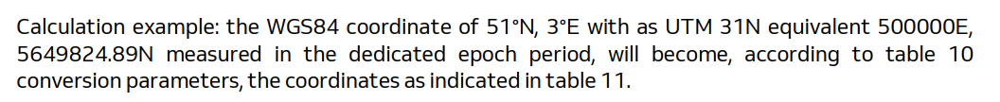 Calculation example: the WGS84 coordinate of 51°N, 3°E with as UTM 31N equivalent 500000E,
5649824.89N measured in the dedicated epoch period, will become, according to table 10
conversion parameters, the coordinates as indicated in table 11.